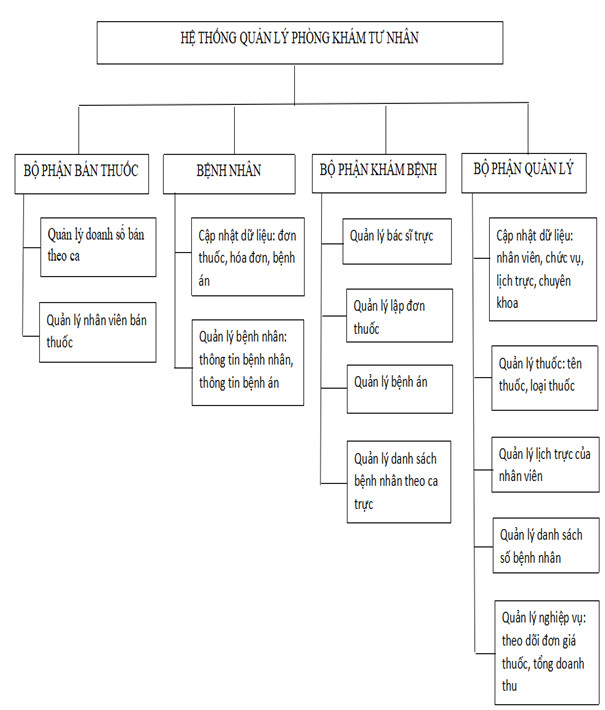 HỆ THỐNG QUẢN LÝ PHÒNG KHÁM TƯ NHÂN
BỘ PHẬN BÁN THUỐC
Quản lý doanh số bán
theo ca
Quản lý nhân viên bán
thuốc
BỆNH NHÂN
Cập nhật dữ liệu: đơn
thuốc, hóa đơn, bệnh
án
Quản lý bệnh nhân:
thông tin bệnh nhân,
thông tin bệnh án
BỘ PHẬN KHÁM BỆNH
Quản lý bác sĩ trực
Quản lý lập đơn
thuốc
Quản lý bệnh án
Quản lý danh sách
bệnh nhân theo ca
trực
BỘ PHẬN QUẢN LÝ
Cập nhật dữ liệu:
nhân viên, chức vụ,
lịch trực, chuyên
khoa
Quản lý thuốc: tên
thuốc, loại thuốc
Quản lý lịch trực của
nhân viên
Quản lý danh sách
số bệnh nhân
Quản lý nghiệp vụ:
theo dõi đơn giá
thuốc, tổng doanh
thu